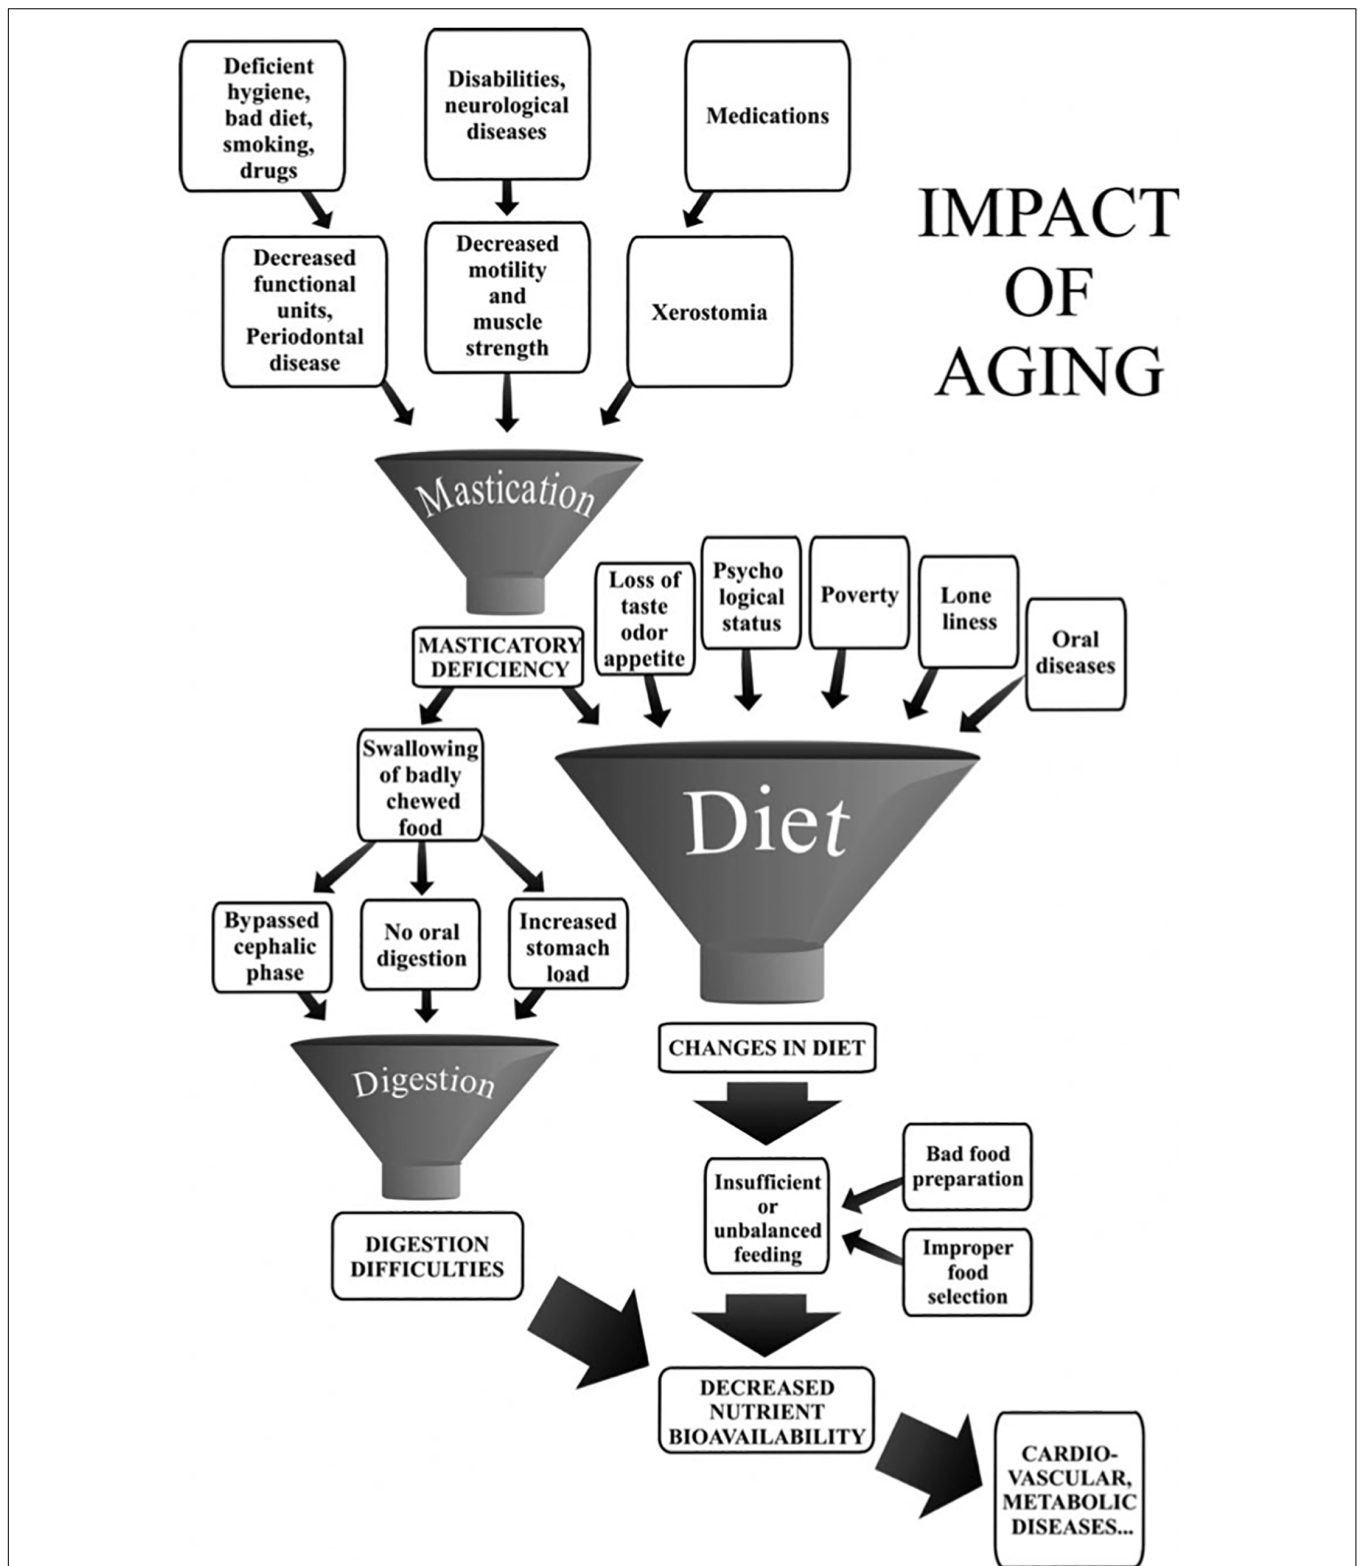 Deficient
hygiene,
bad diet,
smoking,
drugs
Disabilities,
neurological
diseases
Medications
IMPACT
OF
AGING
Decreased
functional
units,
Periodontal
disease
Decreased
motility
and
muscle
strength
Xerostomia
Mastication
MASTICATORY
DEFICIENCY
Loss of
taste
odor
appetite
Psycho
logical
status
Poverty
Lone
liness
Oral
diseases
Swallowing
of badly
chewed
food
Diet
Bypassed
cephalic
phase
No oral
digestion
Increased
stomach
load
Digestion
DIGESTION
DIFFICULTIES
CHANGES IN DIET
Insufficient
or
unbalanced
feeding
Bad food
preparation
Improper
food
selection
DECREASED
NUTRIENT
BIOAVAILABILITY
CARDIO-
VASCULAR,
METABOLIC
DISEASES...